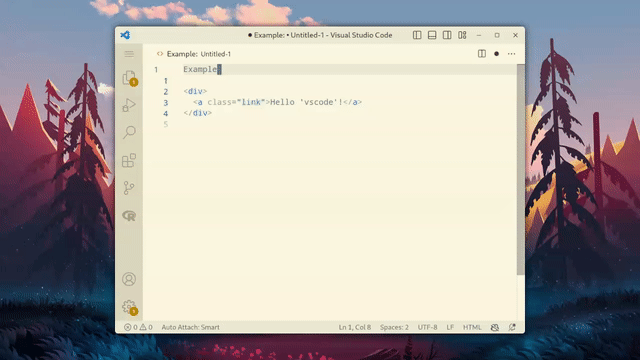 Example: • Untitled-1 - Visual Studio Code
Example: Untitled-1
1 Example
1
2 <div>
3 <a class="link">Hello 'vscode'!</a>
4 </div>
5
1
1
0 0 Auto Attach: Smart Ln 1, Col 8 Spaces: 2 UTF-8 LF HTML